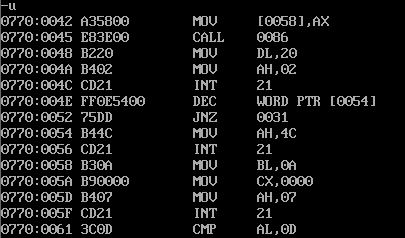 -u
0770:0042 A35800 MOV [0058],AX
0770:0045 E83E00 CALL 0086
0770:0048 B220 MOV DL,20
0770:004A B402 MOV AH,02
0770:004C CD21 INT 21
0770:004E FF0E5400 DEC WORD PTR [0054]
0770:0052 75DD JNZ 0031
0770:0054 B44C MOV AH,4C
0770:0056 CD21 INT 21
0770:0058 B30A MOV BL,0A
0770:005A B90000 MOV CX,0000
0770:005D B407 MOV AH,07
0770:005F CD21 INT 21
0770:0061 3C0D CMP AL,0D